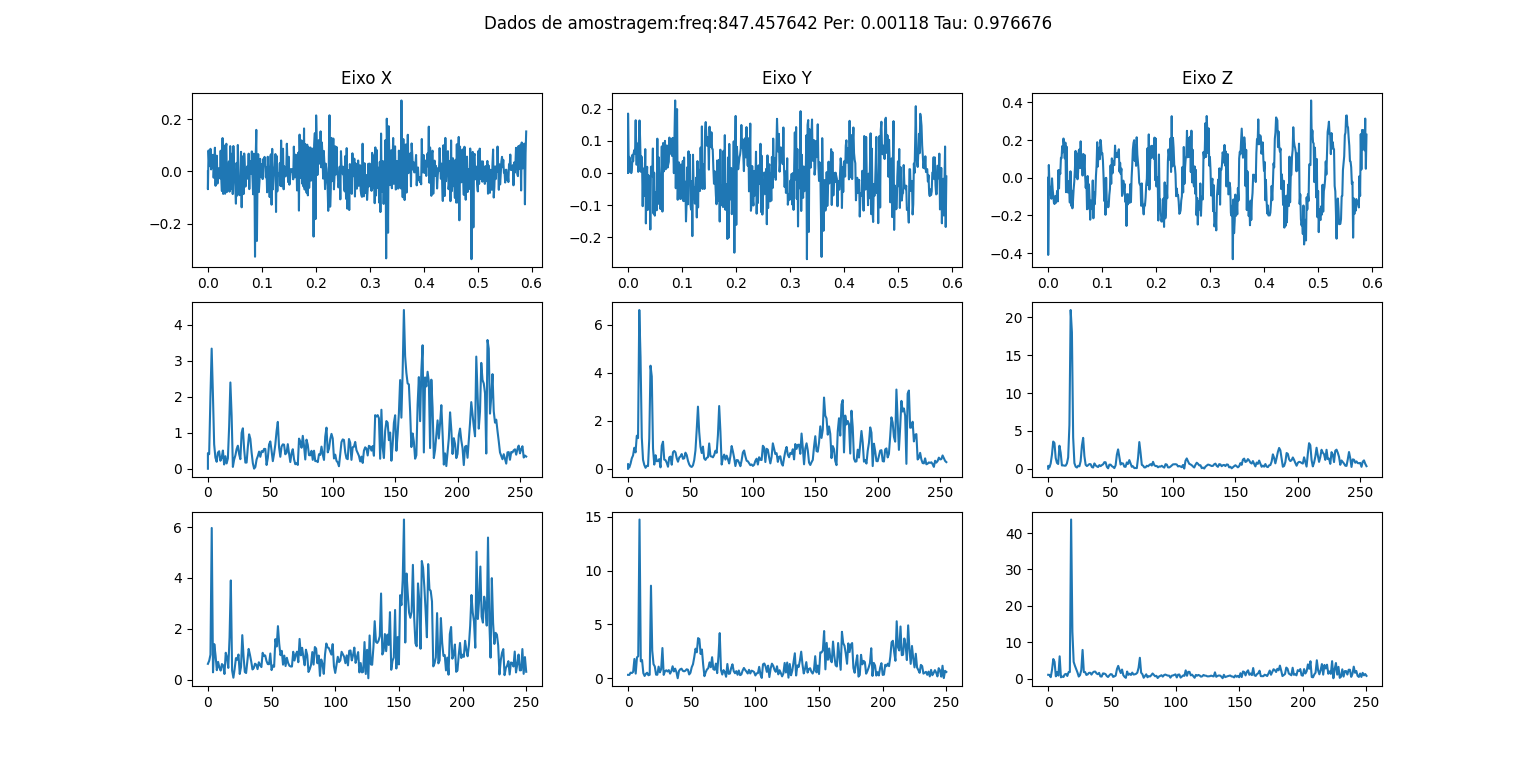 Dados de amostragem:freq:847.457642 Per: 0.00118 Tau: 0.976676
Eixo X Eixo Y Eixo Z
0.2 0.0 −0.2
0.0 0.1 0.2 0.3 0.4 0.5 0.6
0.2 0.1 0.0 −0.1 −0.2
0.0 0.1 0.2 0.3 0.4 0.5 0.6
0.4 0.2 0.0 −0.2 −0.4
0.0 0.1 0.2 0.3 0.4 0.5 0.6
4 3 2 1 0
0 50 100 150 200 250
6 4 2 0
0 50 100 150 200 250
20 15 10 5 0
0 50 100 150 200 250
6 4 2 0
0 50 100 150 200 250
15 10 5 0
0 50 100 150 200 250
40 30 20 10 0
0 50 100 150 200 250